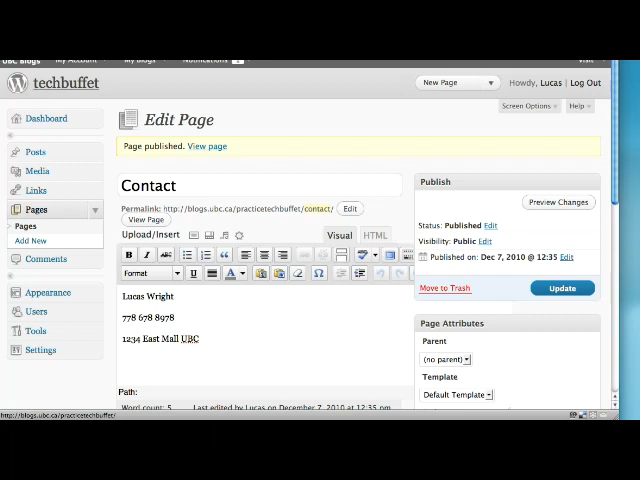 UBC Blogs My Account My Blogs Notifications Visit
techbuffet New Page Howdy, Lucas | Log Out
Screen Options Help
Dashboard
Posts
Media
Links
Pages
Pages
Add New
Comments
Appearance
Users
Tools
Settings
Edit Page
Page published. View page
Contact
Permalink: http://blogs.ubc.ca/practicetechbuffet/contact/ Edit
View Page
Upload/Insert Visual HTML
B I ABC
Format U A
Lucas Wright
778 678 8978
1234 East Mall UBC
Path:
Word count: 5 Last edited by Lucas on December 7, 2010 at 12:35 pm
Publish
Preview Changes
Status: Published Edit
Visibility: Public Edit
Published on: Dec 7, 2010 @ 12:35 Edit
Move to Trash Update
Page Attributes
Parent
(no parent)
Template
Default Template
http://blogs.ubc.ca/practicetechbuffet/